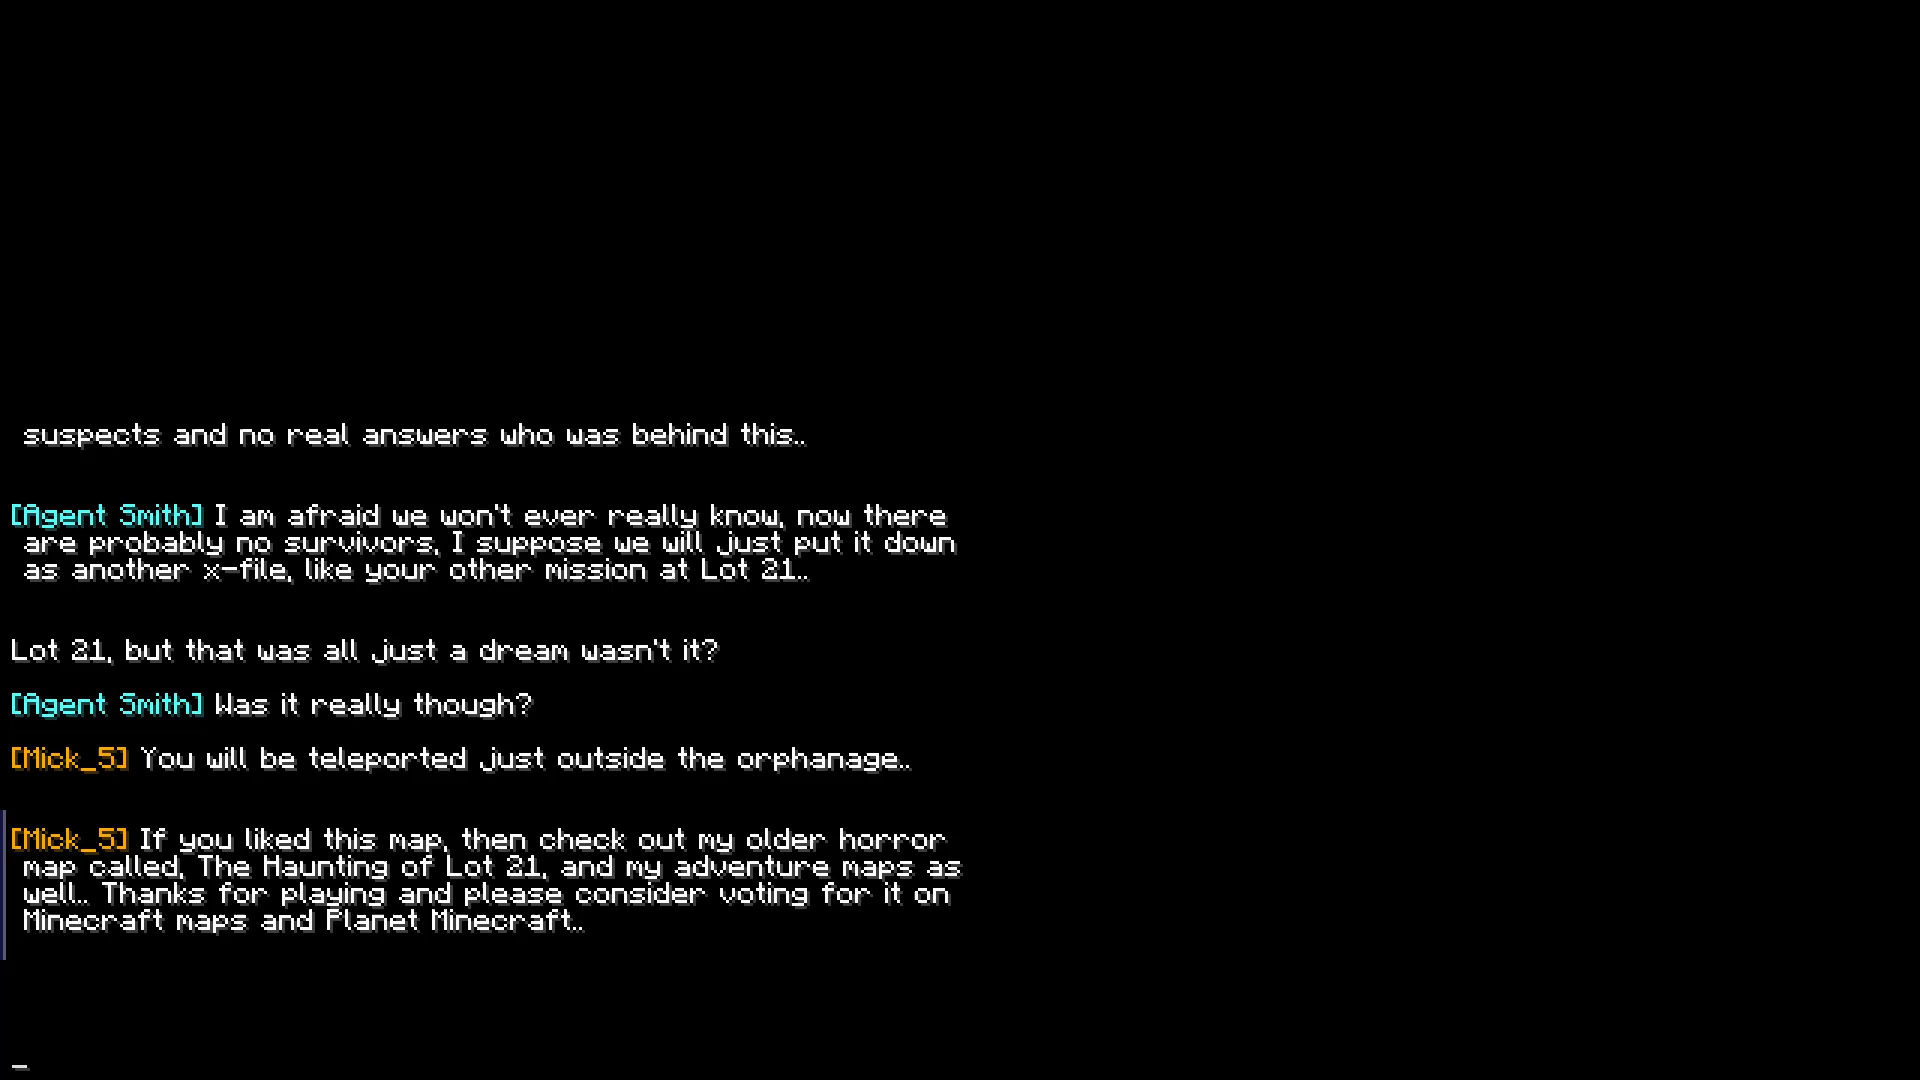 suspects and no real answers who was behind this..
[Agent Smith] I am afraid we won't ever really know, now there
are probably no survivors, I suppose we will just put it down
as another x-file, like your other mission at Lot 21..
Lot 21, but that was all just a dream wasn't it?
[Agent Smith] Was it really though?
[Mick_5] You will be teleported just outside the orphanage..
[Mick_5] If you liked this map, then check out my older horror
map called, The Haunting of Lot 21, and my adventure maps as
well.. Thanks for playing and please consider voting for it on
Minecraft maps and Planet Minecraft..
_